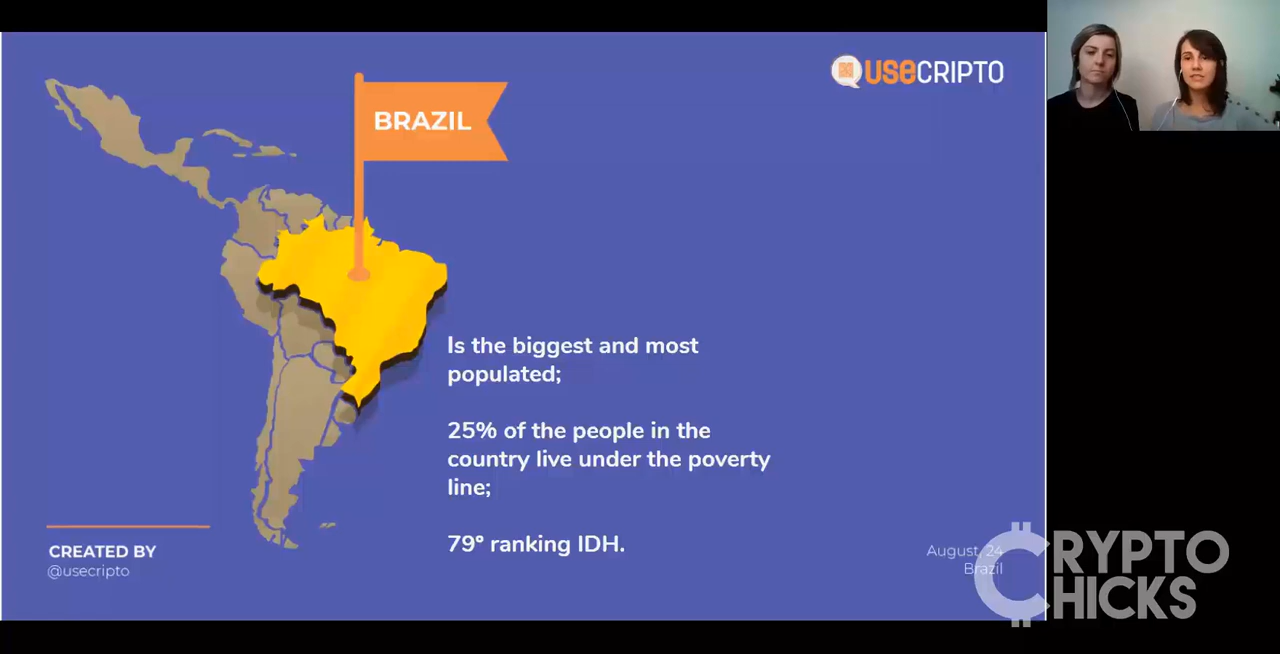 USECRIPTO
BRAZIL
Is the biggest and most
populated;
25% of the people in the
country live under the poverty
line;
79º ranking IDH.
CREATED BY
@usecripto
August, 24
Brazil
CRYPTO
CHICKS